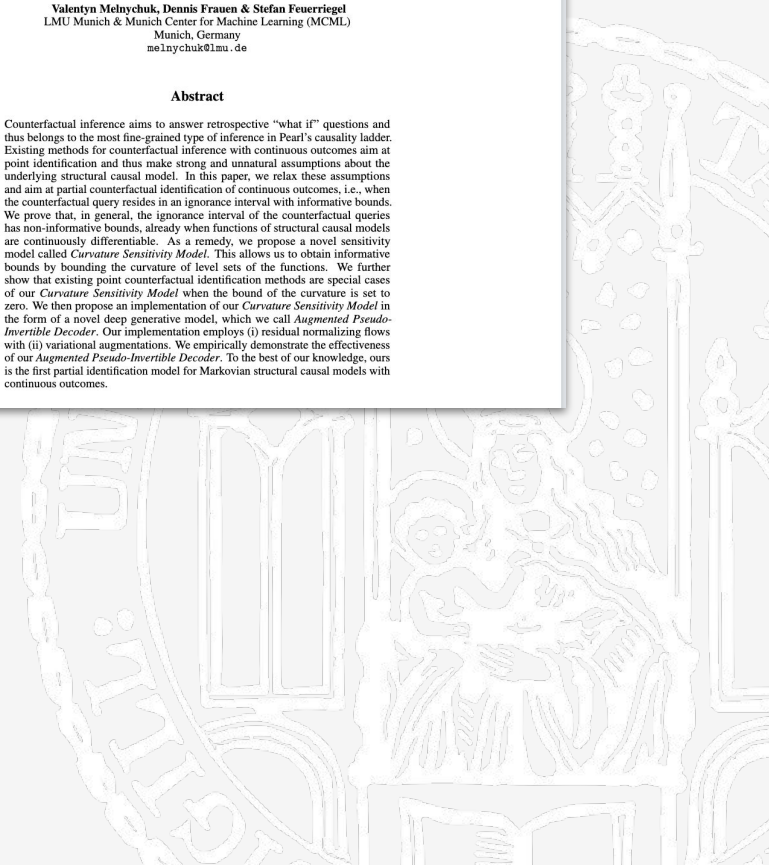 Valentyn Melnychuk, Dennis Frauen & Stefan Feuerriegel
LMU Munich & Munich Center for Machine Learning (MCML)
Munich, Germany
melnychuk@lmu.de
Abstract
Counterfactual inference aims to answer retrospective “what if” questions and
thus belongs to the most fine-grained type of inference in Pearl’s causality ladder.
Existing methods for counterfactual inference with continuous outcomes aim at
point identification and thus make strong and unnatural assumptions about the
underlying structural causal model. In this paper, we relax these assumptions
and aim at partial counterfactual identification of continuous outcomes, i.e., when
the counterfactual query resides in an ignorance interval with informative bounds.
We prove that, in general, the ignorance interval of the counterfactual queries
has non-informative bounds, already when functions of structural causal models
are continuously differentiable. As a remedy, we propose a novel sensitivity
model called Curvature Sensitivity Model. This allows us to obtain informative
bounds by bounding the curvature of level sets of the functions. We further
show that existing point counterfactual identification methods are special cases
of our Curvature Sensitivity Model when the bound of the curvature is set to
zero. We then propose an implementation of our Curvature Sensitivity Model in
the form of a novel deep generative model, which we call Augmented Pseudo-
Invertible Decoder. Our implementation employs (i) residual normalizing flows
with (ii) variational augmentations. We empirically demonstrate the effectiveness
of our Augmented Pseudo-Invertible Decoder. To the best of our knowledge, ours
is the first partial identification model for Markovian structural causal models with
continuous outcomes.